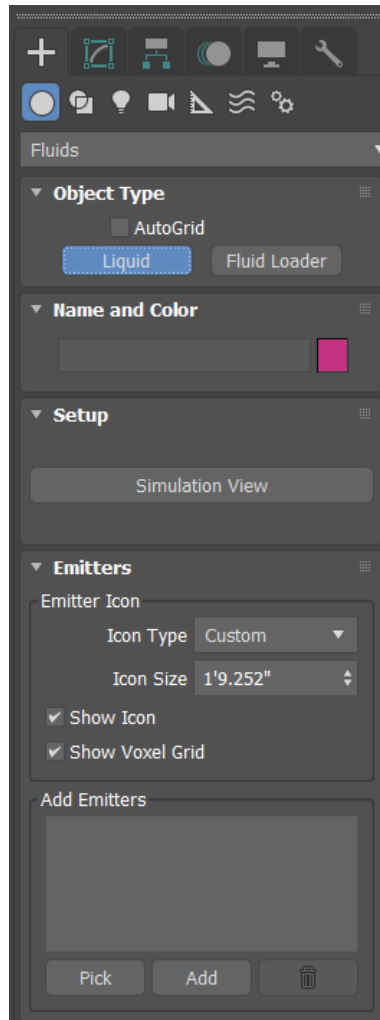 Fluids
Object Type
AutoGrid
Liquid Fluid Loader
Name and Color
Setup
Simulation View
Emitters
Emitter Icon
Icon Type Custom
Icon Size 1'9.252"
Show Icon
Show Voxel Grid
Add Emitters
Pick Add